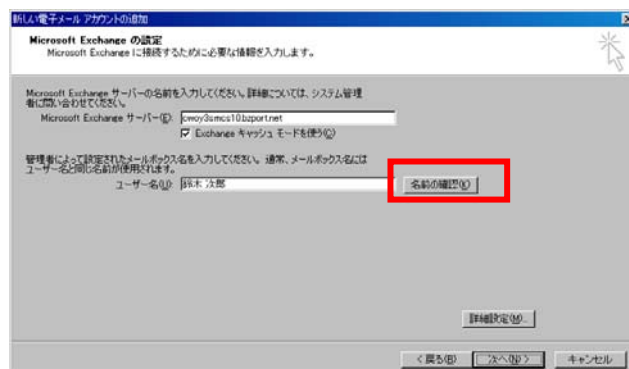 新しい電子メール アカウントの追加
Microsoft Exchange の設定
Microsoft Exchange に接続するために必要な情報を入力します。
Microsoft Exchange サーバーの名前を入力してください。詳細については、システム管理
者に問い合わせてください。
Microsoft Exchange サーバー(E): cwoy3smcs10.bzport.net
Exchange キャッシュ モードを使う(C)
管理者によって設定されたメールボックス名を入力してください。通常、メールボックス名には
ユーザー名と同じ名前が使用されます。
ユーザー名(U): 鈴木 次郎 名前の確認(K)
詳細設定(M)...
< 戻る(B) 次へ(N) > キャンセル